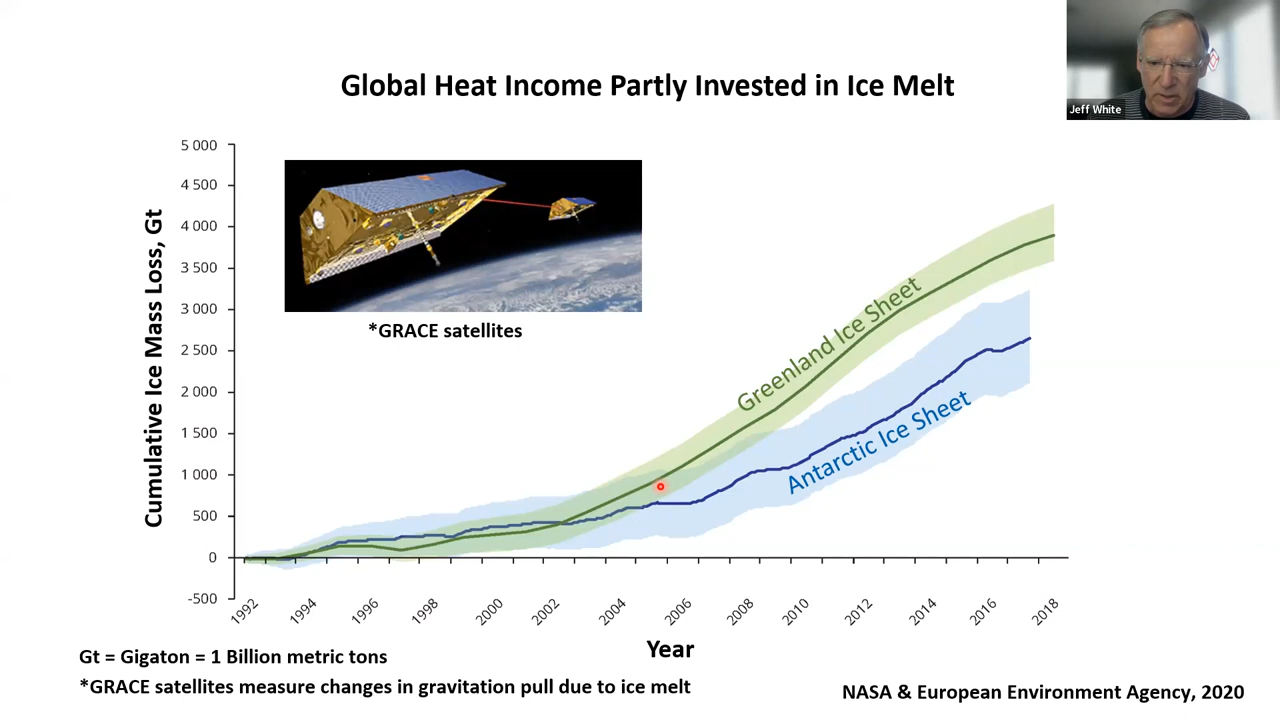 Jeff White
Global Heat Income Partly Invested in Ice Melt
Cumulative Ice Mass Loss, Gt
5 000
4 500
4 000
3 500
3 000
2 500
2 000
1 500
1 000
500
0
-500
*GRACE satellites
Greenland Ice Sheet
Antarctic Ice Sheet
1992
1994
1996
1998
2000
2002
2004
2006
2008
2010
2012
2014
2016
2018
Year
Gt = Gigaton = 1 Billion metric tons
*GRACE satellites measure changes in gravitation pull due to ice melt
NASA & European Environment Agency, 2020